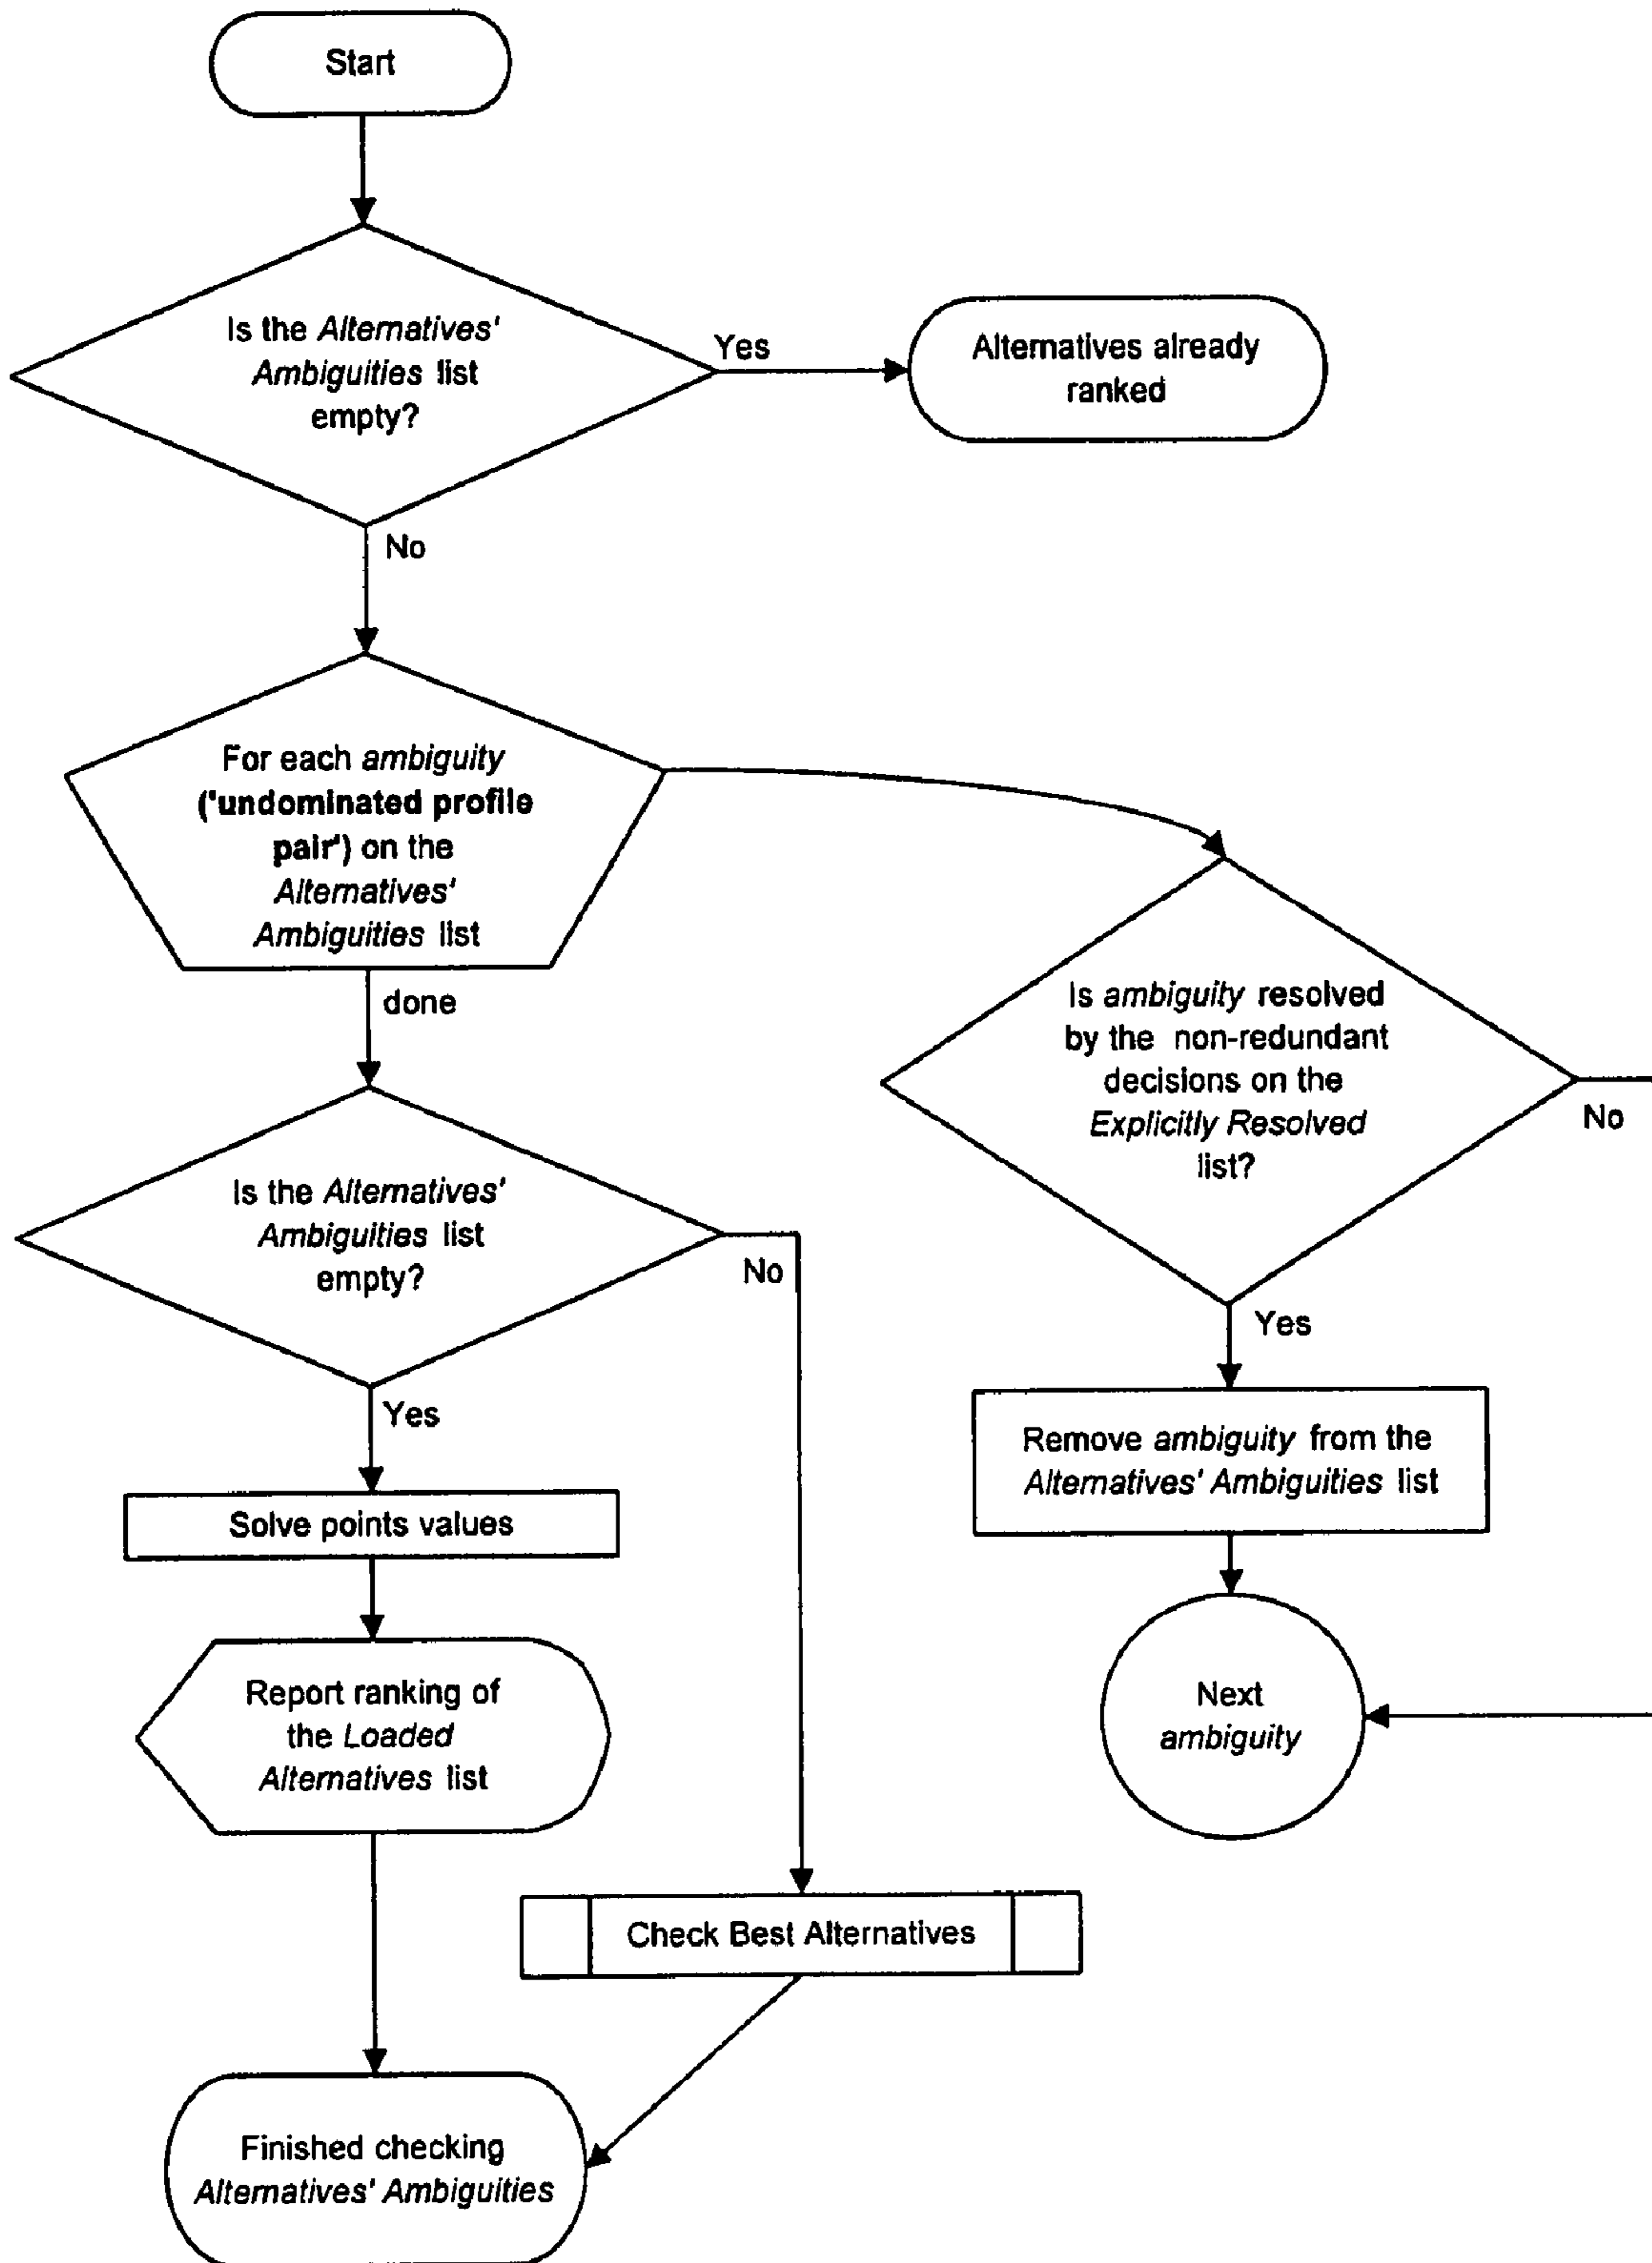 Start
Is the Alternatives'
Ambiguities list
empty?
Yes
Alternatives already
ranked
No
For each ambiguity
('undominated profile
pair') on the
Alternatives'
Ambiguities list
done
Is ambiguity resolved
by the non-redundant
decisions on the
Explicitly Resolved
list?
No
Yes
Remove ambiguity from the
Alternatives' Ambiguities list
Next
ambiguity
Is the Alternatives'
Ambiguities list
empty?
No
Yes
Solve points values
Report ranking of
the Loaded
Alternatives list
Check Best Alternatives
Finished checking
Alternatives' Ambiguities